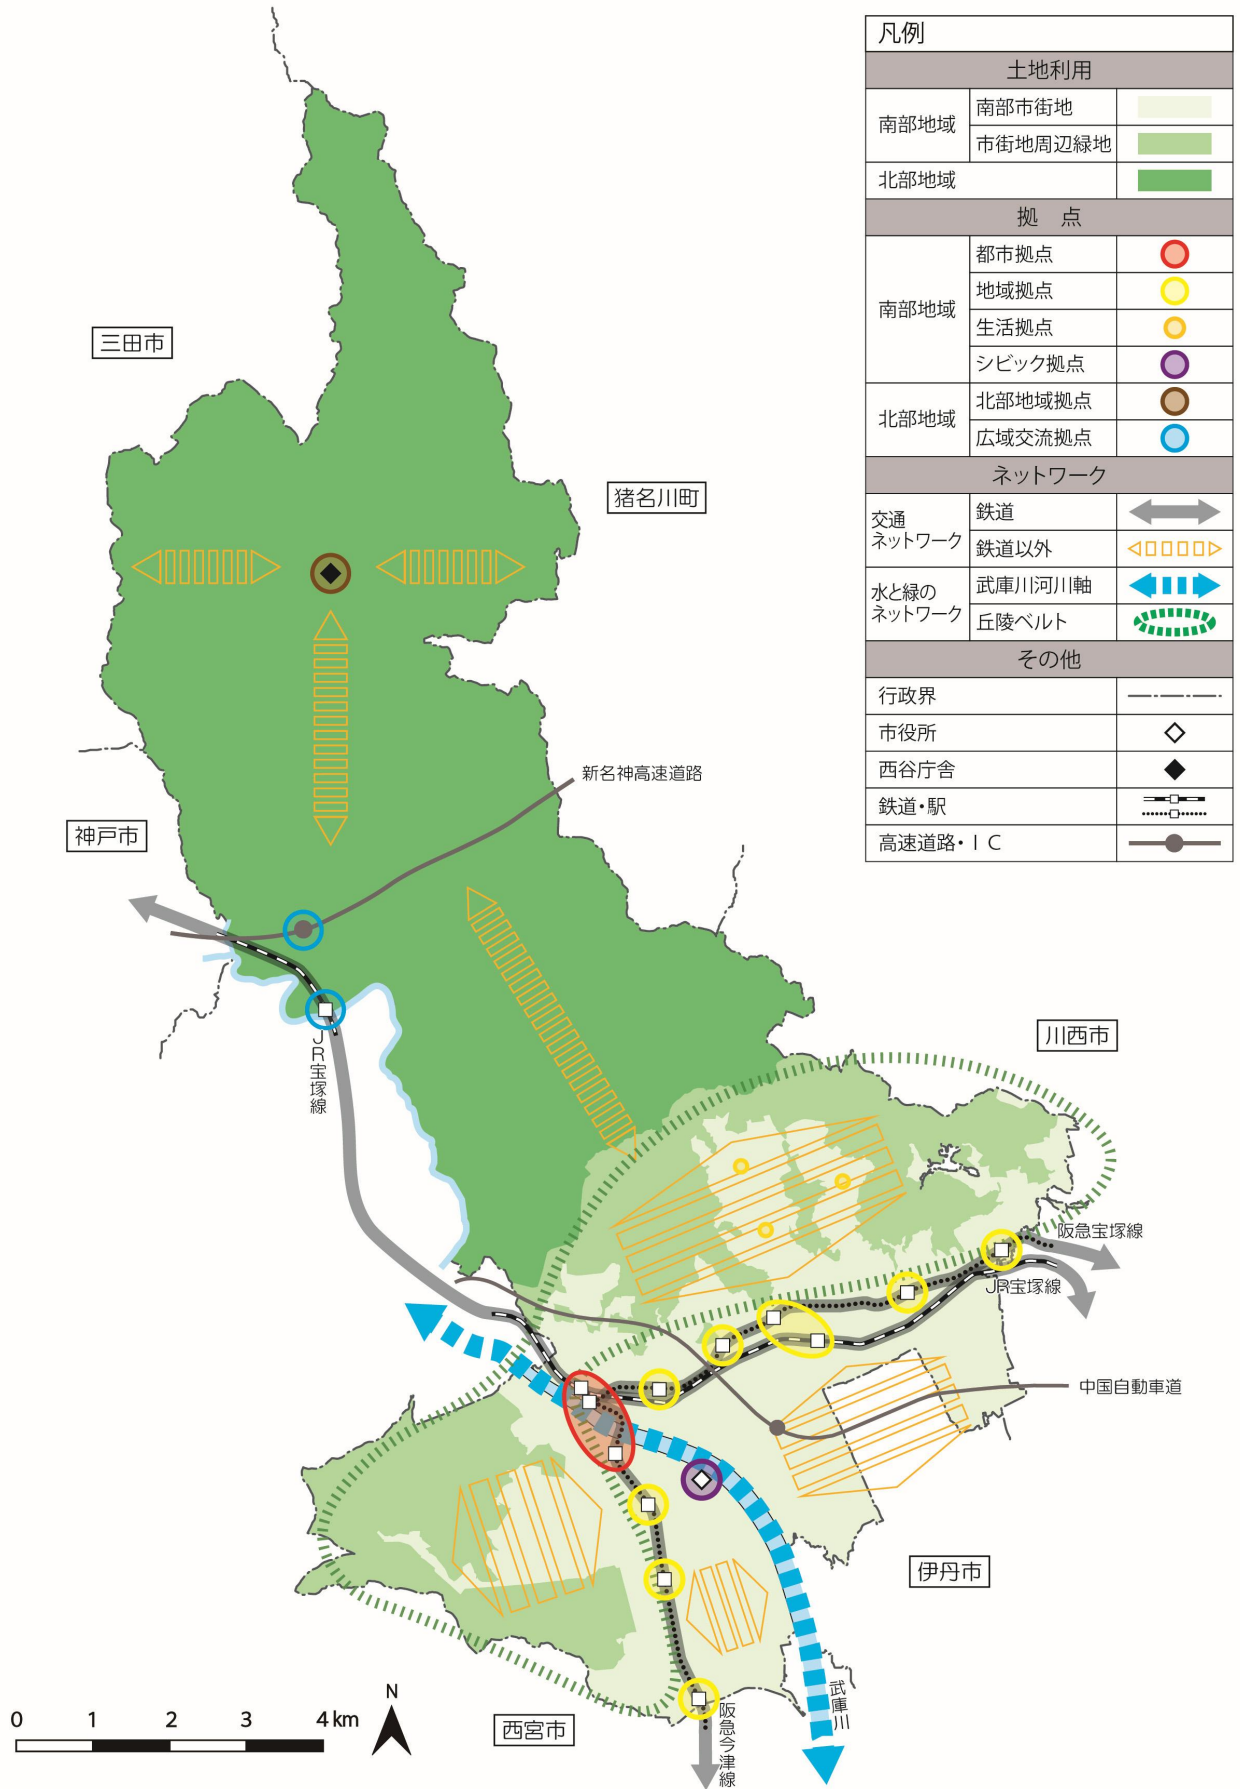 凡例
土地利用
南部地域
南部市街地
市街地周辺緑地
北部地域
拠 点
南部地域
都市拠点
地域拠点
生活拠点
シビック拠点
北部地域
北部地域拠点
広域交流拠点
ネットワーク
交通
ネットワーク
鉄道
鉄道以外
水と緑の
ネットワーク
武庫川河川軸
丘陵ベルト
その他
行政界
市役所
西谷庁舎
鉄道・駅
高速道路・IC
三田市
猪名川町
新名神高速道路
神戸市
川西市
JR宝塚線
阪急宝塚線
JR宝塚線
中国自動車道
伊丹市
武庫川
西宮市
阪急今津線
N
0 1 2 3 4 km